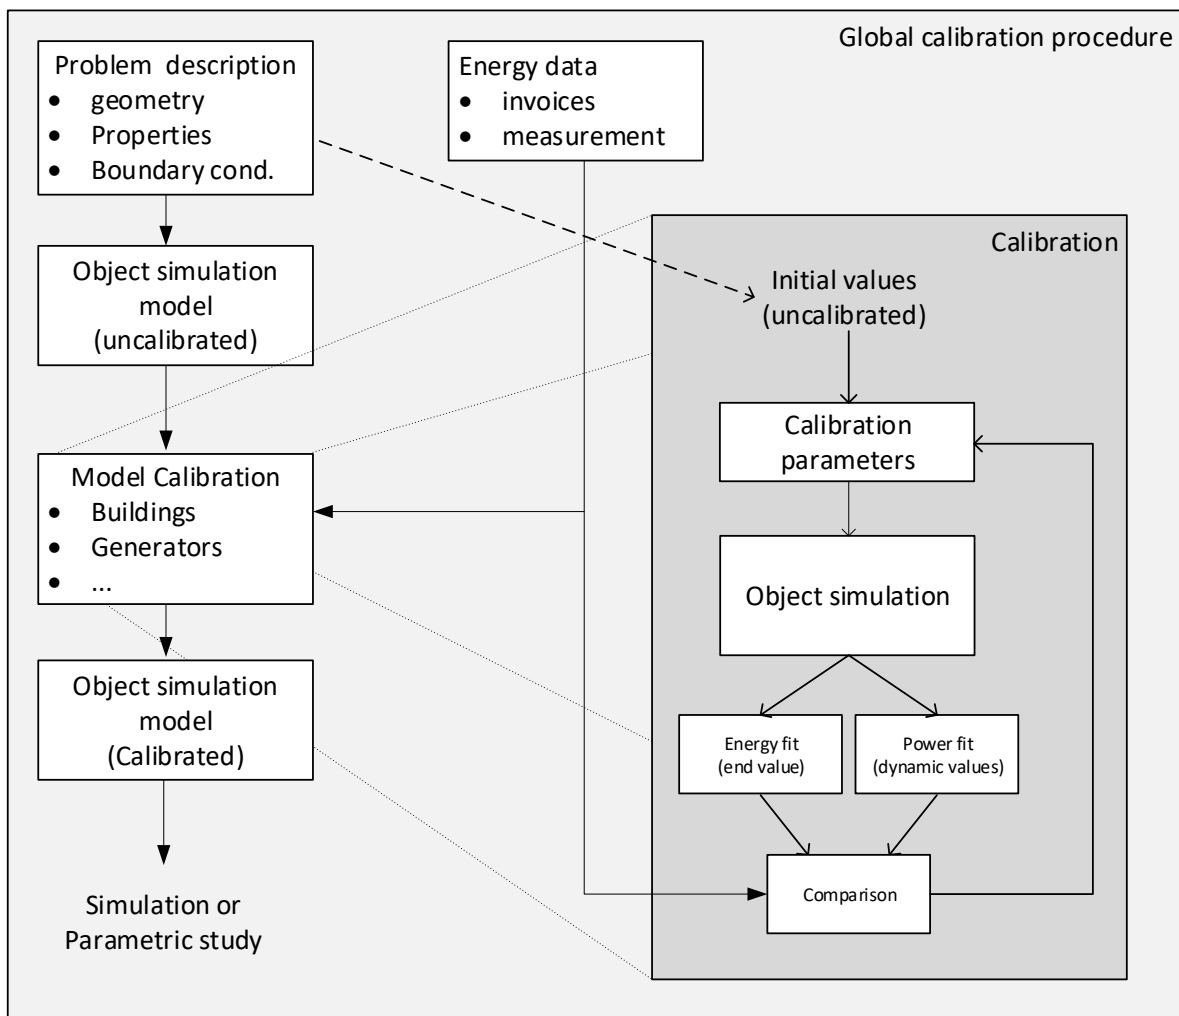 Global calibration procedure
Problem description
• geometry
• Properties
• Boundary cond.
Energy data
• invoices
• measurement
Object simulation
model
(uncalibrated)
Model Calibration
• Buildings
• Generators
• ...
Object simulation
model
(Calibrated)
Simulation or
Parametric study
Calibration
Initial values
(uncalibrated)
Calibration
parameters
Object simulation
Energy fit
(end value)
Power fit
(dynamic values)
Comparison